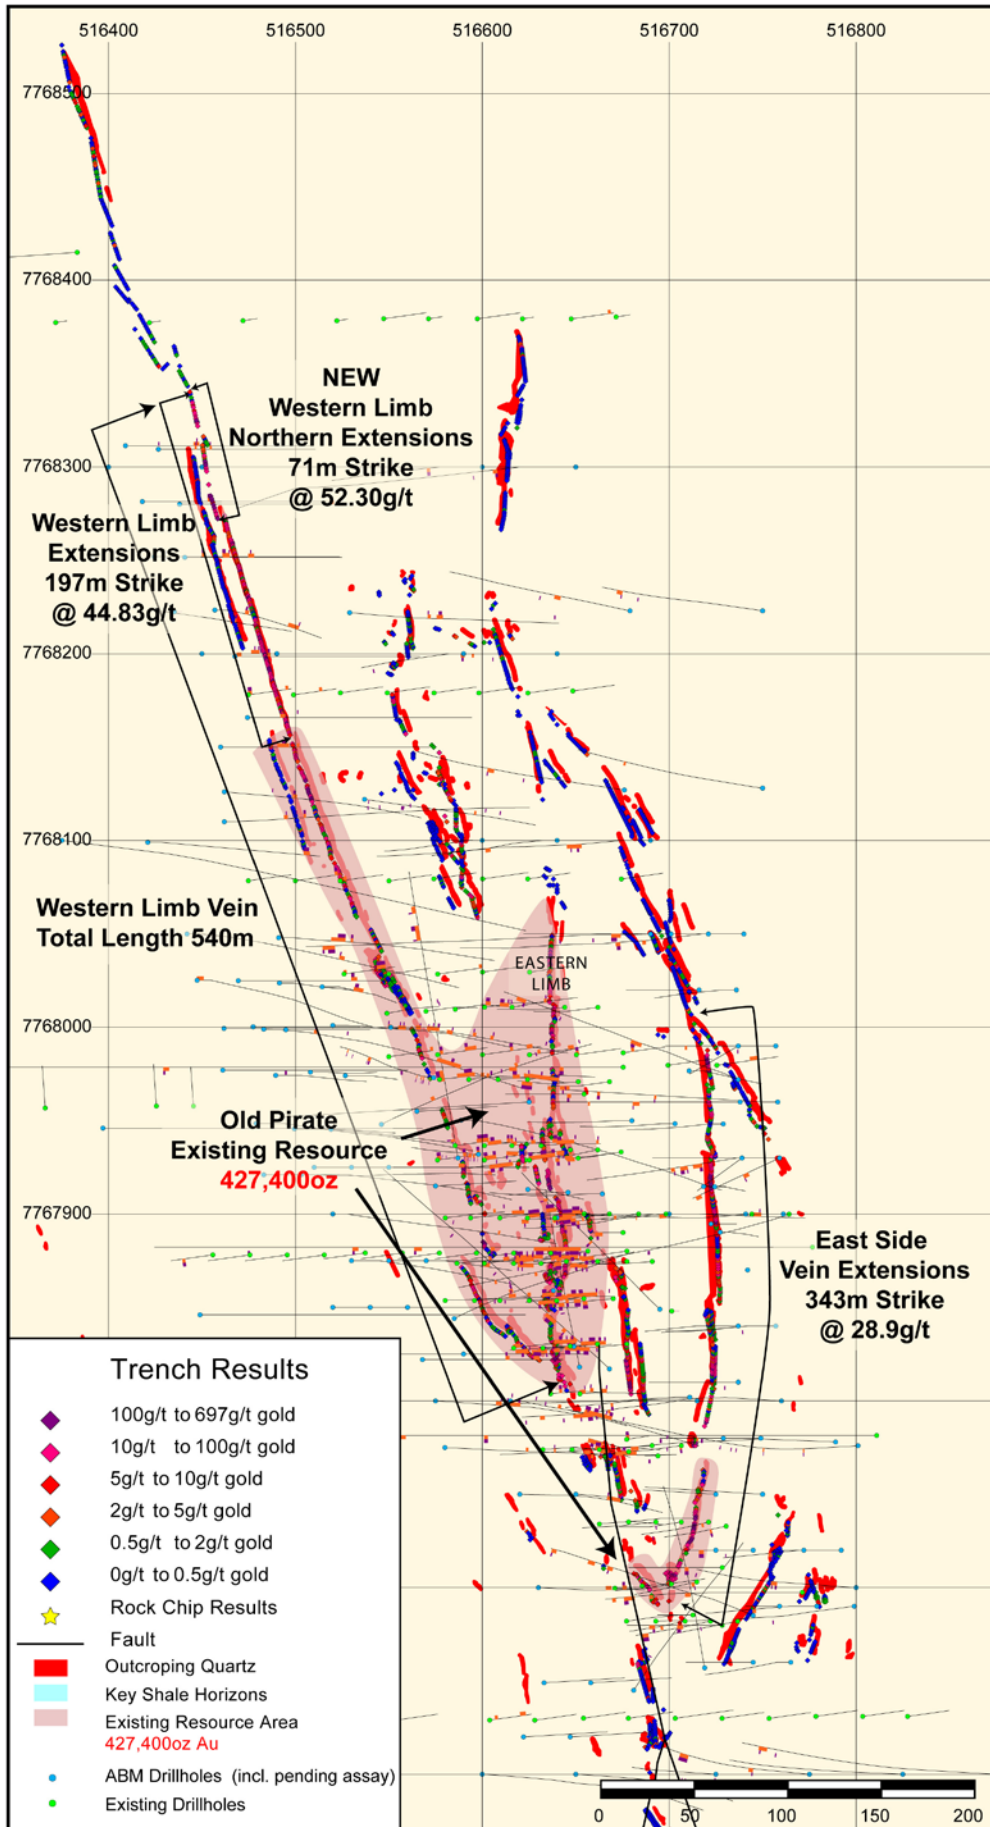 516400 516500 516600 516700 516800
7768500
7768400
NEW
Western Limb
Northern Extensions
71m Strike
@ 52.30g/t
7768300
Western Limb
Extensions
197m Strike
@ 44.83g/t
7768200
7768100
Western Limb Vein
Total Length 540m
EASTERN
LIMB
7768000
Old Pirate
Existing Resource
427,400oz
7767900
East Side
Vein Extensions
343m Strike
@ 28.9g/t
Trench Results
100g/t to 697g/t gold
10g/t to 100g/t gold
5g/t to 10g/t gold
2g/t to 5g/t gold
0.5g/t to 2g/t gold
0g/t to 0.5g/t gold
Rock Chip Results
Fault
Outcroping Quartz
Key Shale Horizons
Existing Resource Area
427,400oz Au
ABM Drillholes (incl. pending assay)
Existing Drillholes
0 50 100 150 200